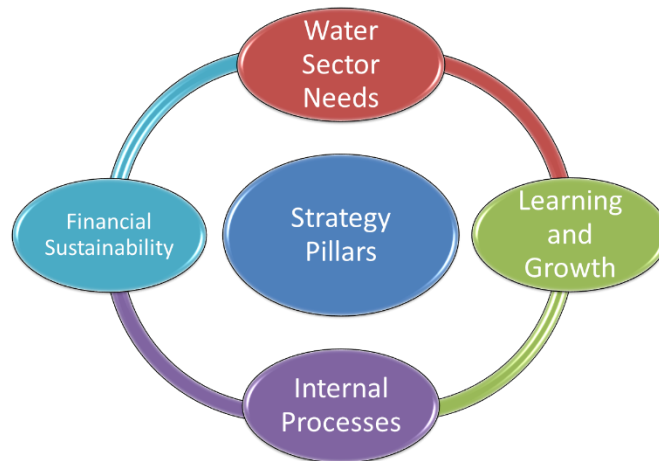 Water
Sector
Needs
Financial
Sustainability
Strategy
Pillars
Learning
and
Growth
Internal
Processes